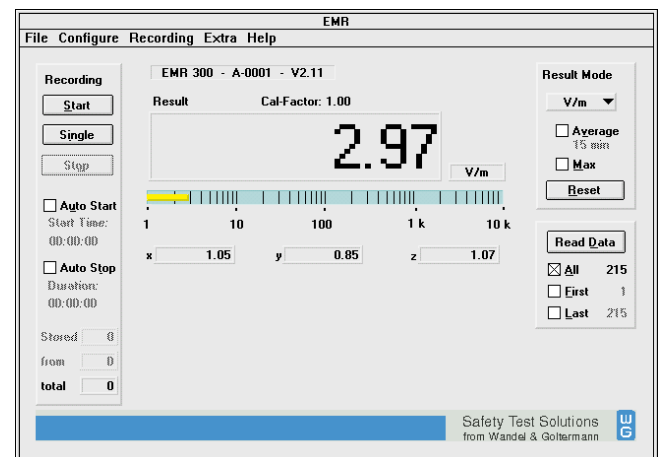 EMR
File Configure Recording Extra Help
Recording
Start
Single
Stop
Auto Start
Start Time:
00:00:00
Auto Stop
Duration:
00:00:00
Stored 0
from 0
total 0
EMR 300 - A-0001 - V2.11
Result Cal-Factor: 1.00
2.97
V/m
1 10 100 1 k 10 k
x 1.05 y 0.85 z 1.07
Result Mode
V/m
Average
15 min
Max
Reset
Read Data
All 215
First 1
Last 215
Safety Test Solutions
from Wandel & Goltermann
W
G